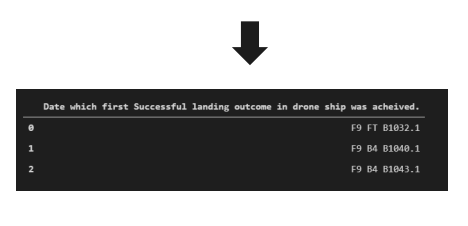 Date which first Successful landing outcome in drone ship was acheived.
0 F9 FT B1032.1
1 F9 B4 B1040.1
2 F9 B4 B1043.1